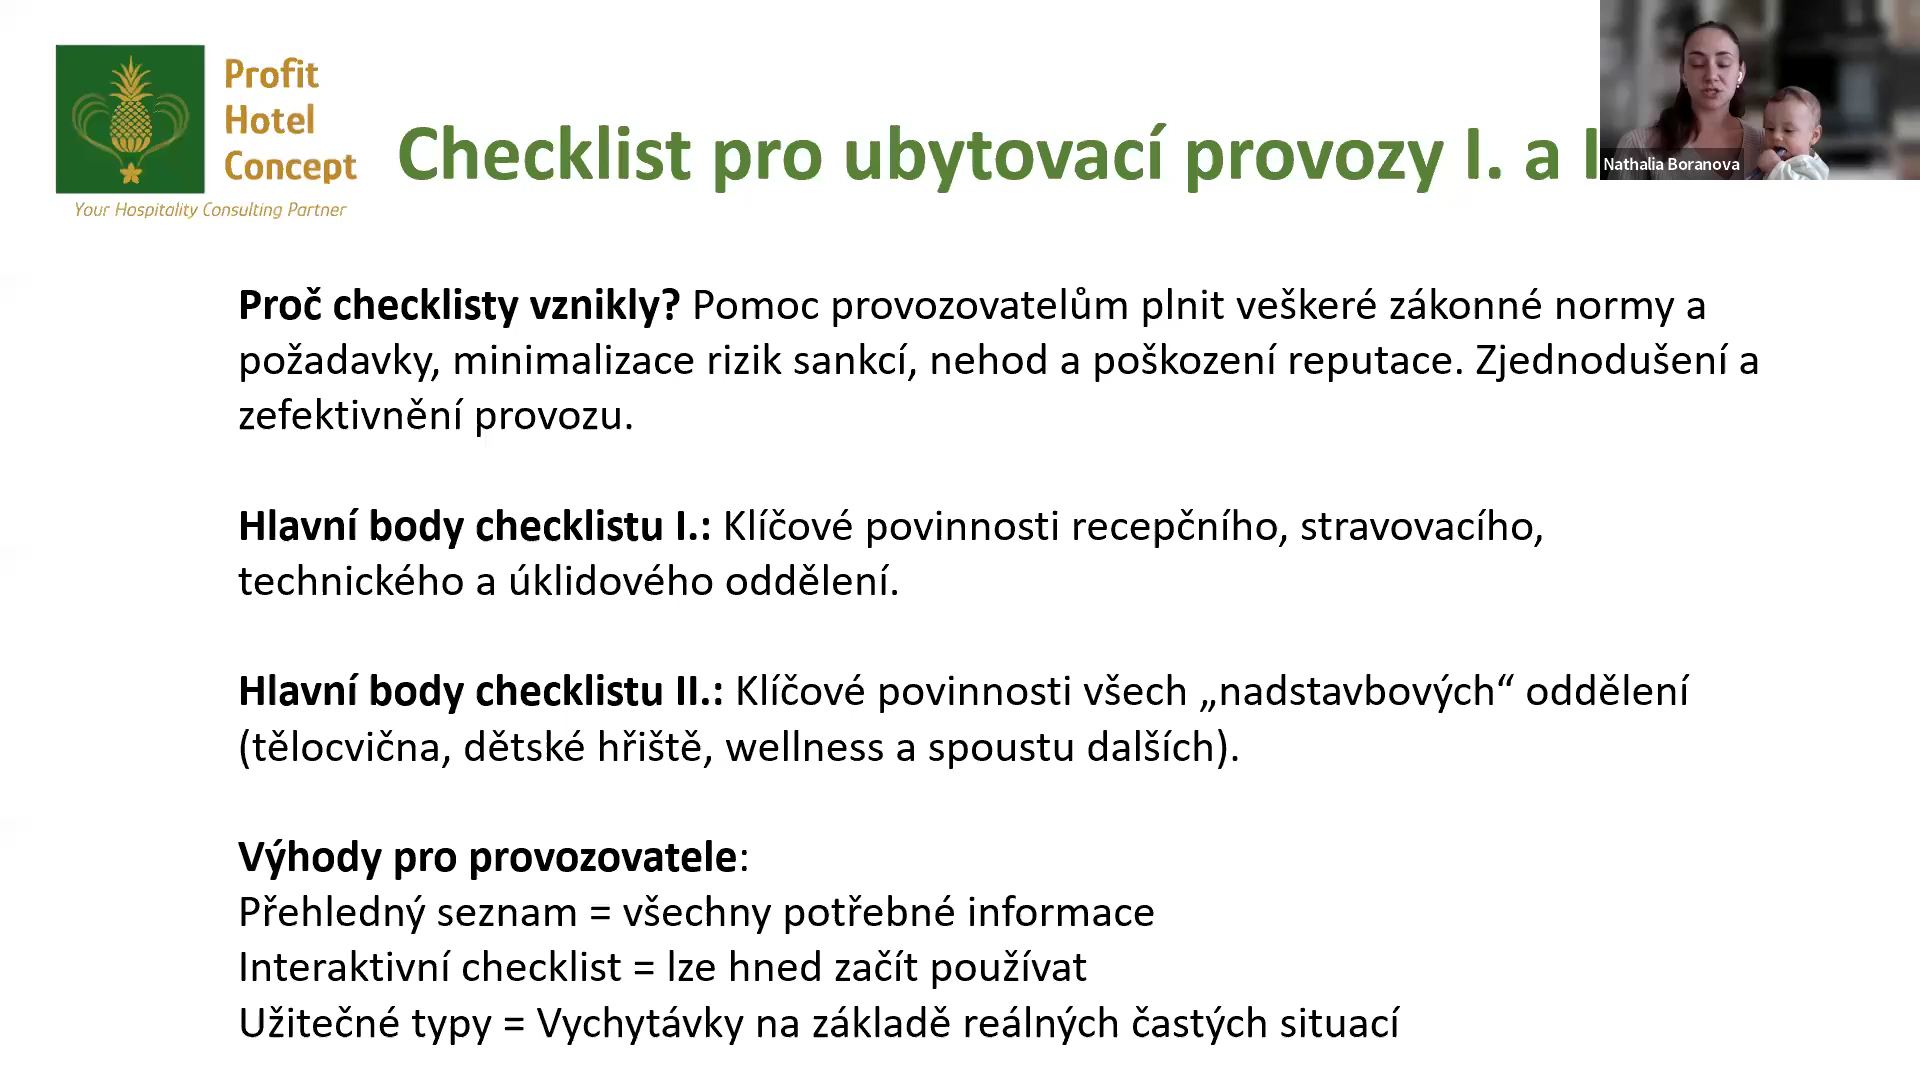 Profit
Hotel
Concept
Your Hospitality Consulting Partner
Checklist pro ubytovací provozy I. a I
Nathalia Boranova
Proč checklisty vznikly? Pomoc provozovatelům plnit veškeré zákonné normy a
požadavky, minimalizace rizik sankcí, nehod a poškození reputace. Zjednodušení a
zefektivnění provozu.
Hlavní body checklistu I.: Klíčové povinnosti recepčního, stravovacího,
technického a úklidového oddělení.
Hlavní body checklistu II.: Klíčové povinnosti všech „nadstavbových“ oddělení
(tělocvična, dětské hřiště, wellness a spoustu dalších).
Výhody pro provozovatele:
Přehledný seznam = všechny potřebné informace
Interaktivní checklist = lze hned začít používat
Užitečné typy = Vychytávky na základě reálných častých situací